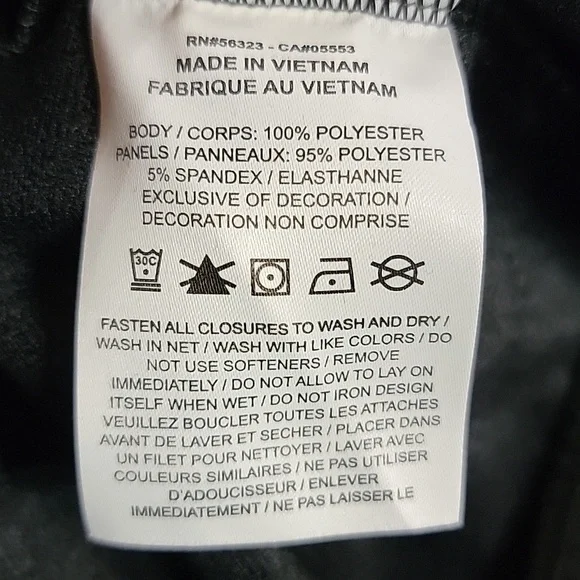 RN#56323 - CA#05553
MADE IN VIETNAM
FABRIQUE AU VIETNAM
BODY / CORPS: 100% POLYESTER
PANELS / PANNEAUX: 95% POLYESTER
5% SPANDEX / ELASTHANNE
EXCLUSIVE OF DECORATION /
DECORATION NON COMPRISE
30C
FASTEN ALL CLOSURES TO WASH AND DRY /
WASH IN NET / WASH WITH LIKE COLORS / DO
NOT USE SOFTENERS / REMOVE
IMMEDIATELY / DO NOT ALLOW TO LAY ON
ITSELF WHEN WET / DO NOT IRON DESIGN
VEUILLEZ BOUCLER TOUTES LES ATTACHES
AVANT DE LAVER ET SECHER / PLACER DANS
UN FILET POUR NETTOYER / LAVER AVEC
COULEURS SIMILAIRES / NE PAS UTILISER
D'ADOUCISSEUR / ENLEVER
IMMEDIATEMENT / NE PAS LAISSER LE